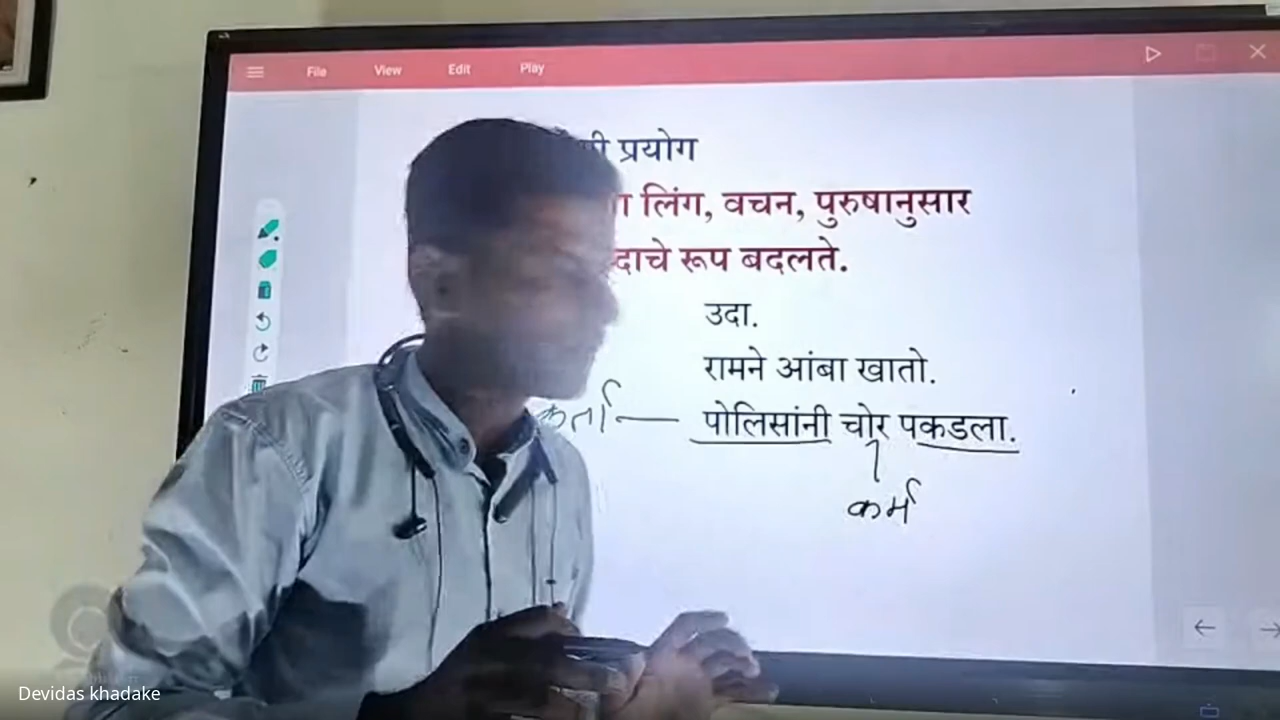 File View Edit Play
प्रयोग
लिंग, वचन, पुरुषानुसार
रूप बदलते.
उदा.
रामने आंबा खातो.
कर्ता — पोलिसांनी चोर पकडला.
कर्म
Devidas khadake